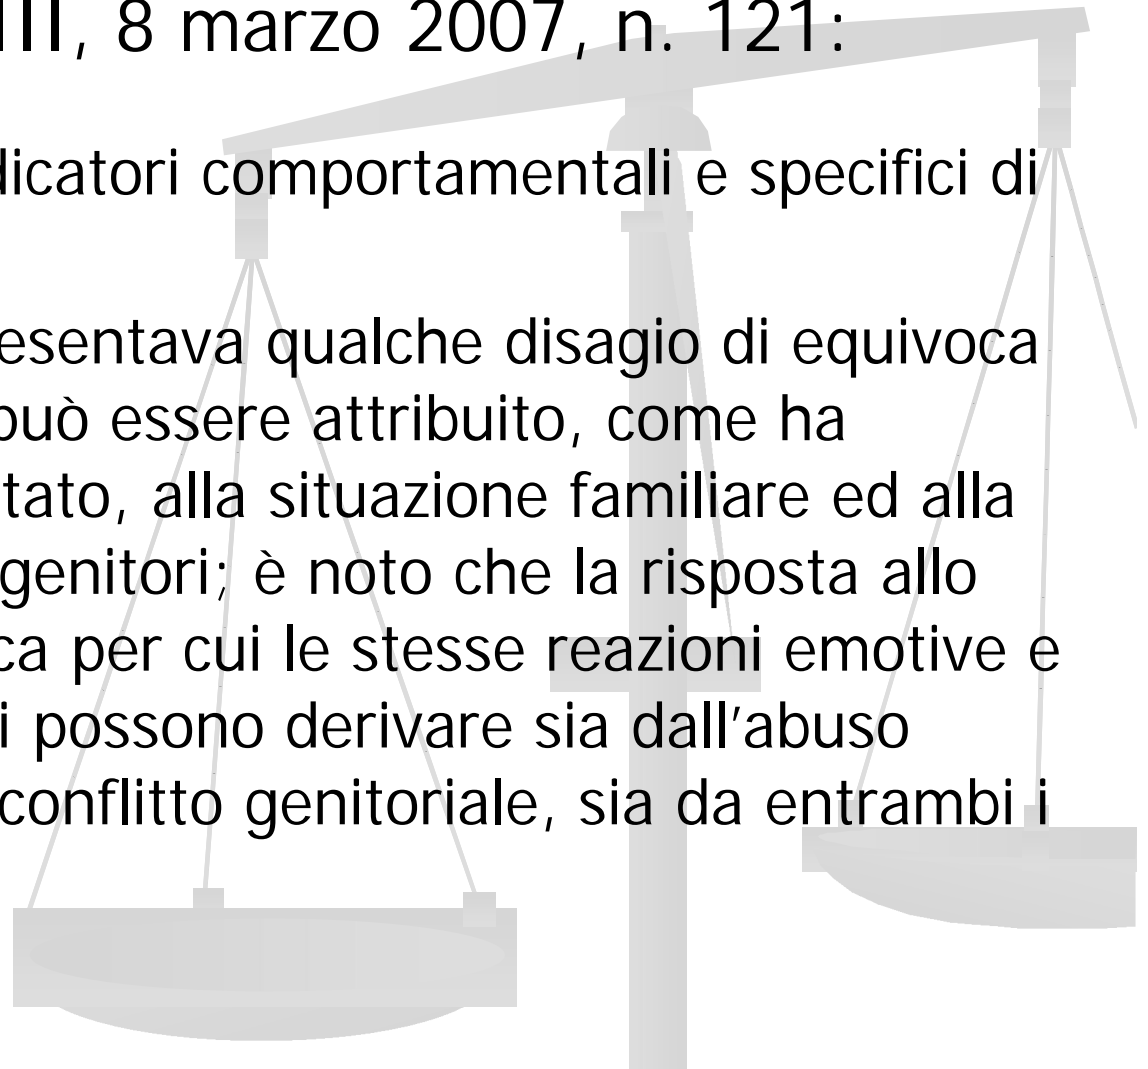 III, 8 marzo 2007, n. 121:
dicatori comportamentali e specifici di
esentava qualche disagio di equivoca
può essere attribuito, come ha
tato, alla situazione familiare ed alla
genitori; è noto che la risposta allo
ca per cui le stesse reazioni emotive e
i possono derivare sia dall’abuso
conflitto genitoriale, sia da entrambi i